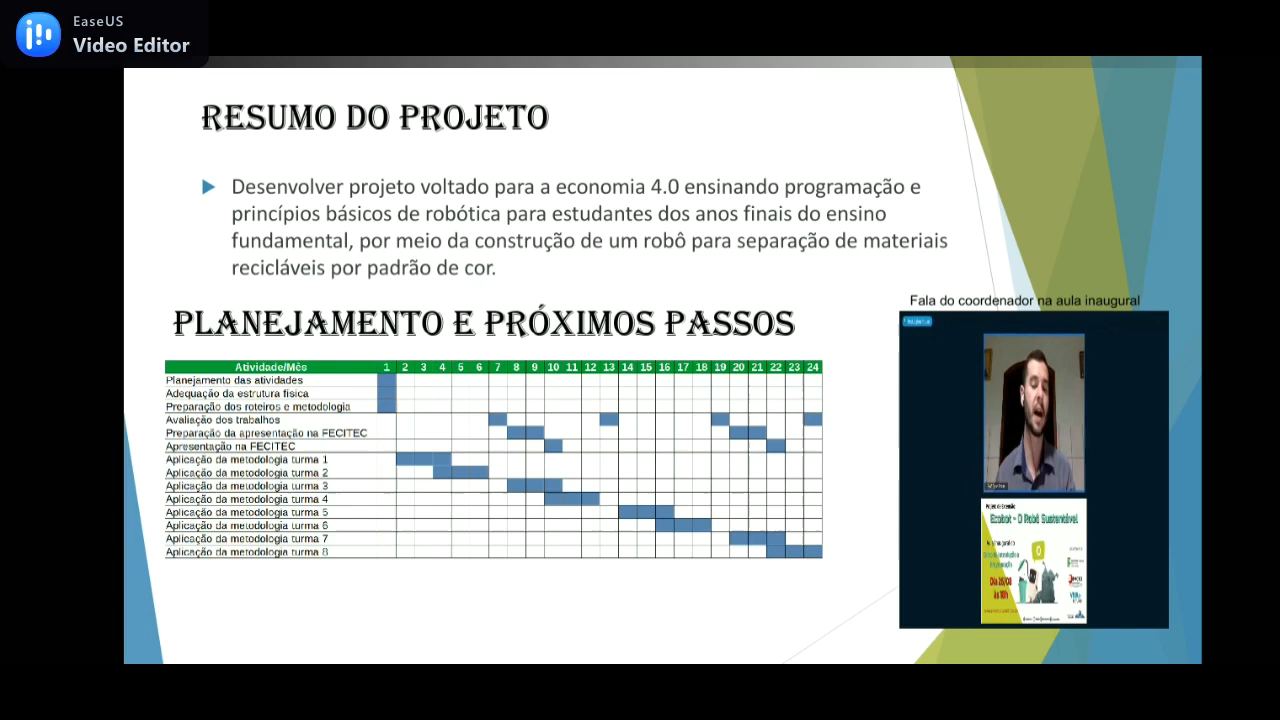 EaseUS
Video Editor
RESUMO DO PROJETO
Desenvolver projeto voltado para a economia 4.0 ensinando programação e
princípios básicos de robótica para estudantes dos anos finais do ensino
fundamental, por meio da construção de um robô para separação de materiais
recicláveis por padrão de cor.
PLANEJAMENTO E PRÓXIMOS PASSOS
Atividade/Mês 1 2 3 4 5 6 7 8 9 10 11 12 13 14 15 16 17 18 19 20 21 22 23 24
Planejamento das atividades
Adequação da estrutura física
Preparação dos roteiros e metodologia
Avaliação dos trabalhos
Preparação da apresentação na FECITEC
Apresentação na FECITEC
Aplicação da metodologia turma 1
Aplicação da metodologia turma 2
Aplicação da metodologia turma 3
Aplicação da metodologia turma 4
Aplicação da metodologia turma 5
Aplicação da metodologia turma 6
Aplicação da metodologia turma 7
Aplicação da metodologia turma 8
Fala do coordenador na aula inaugural
Projeto de Extensão
Ecobot - O Robô Sustentável